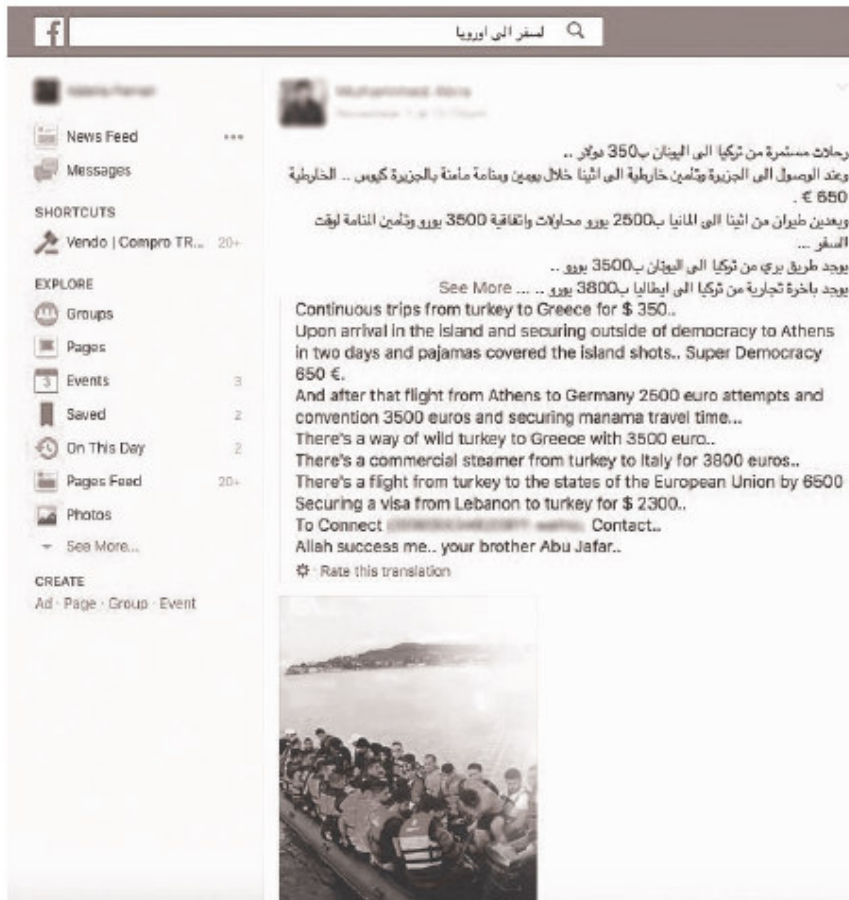 f
لسفر الى اوروبا
News Feed
Messages
SHORTCUTS
Vendo | Compro TR... 20+
EXPLORE
Groups
Pages
3 Events 3
Saved 2
On This Day 2
Pages Feed 20+
Photos
See More...
CREATE
Ad · Page · Group · Event
رحلات مستمرة من تركيا الى اليونان ب350 دولار ..
وعند الوصول الى الجزيرة وتأمين خارطية الى اثينا خلال يومين ومنامة مأمنة بالجزيرة كيوس .. الخارطية
650 € .
وبعدين طيران من اثينا الى المانيا ب2500 يورو محاولات واتفاقية 3500 يورو وتأمين المنامة لوقت
السفر ...
يوجد طريق بري من تركيا الى اليونان ب3500 يورو ..
يوجد باخرة تجارية من تركيا الى ايطاليا ب3800 يورو .. ... See More
Continuous trips from turkey to Greece for $ 350..
Upon arrival in the island and securing outside of democracy to Athens
in two days and pajamas covered the island shots.. Super Democracy
650 €.
And after that flight from Athens to Germany 2500 euro attempts and
convention 3500 euros and securing manama travel time...
There's a way of wild turkey to Greece with 3500 euro..
There's a commercial steamer from turkey to Italy for 3800 euros..
There's a flight from turkey to the states of the European Union by 6500
Securing a visa from Lebanon to turkey for $ 2300..
To Connect Contact..
Allah success me.. your brother Abu Jafar..
· Rate this translation